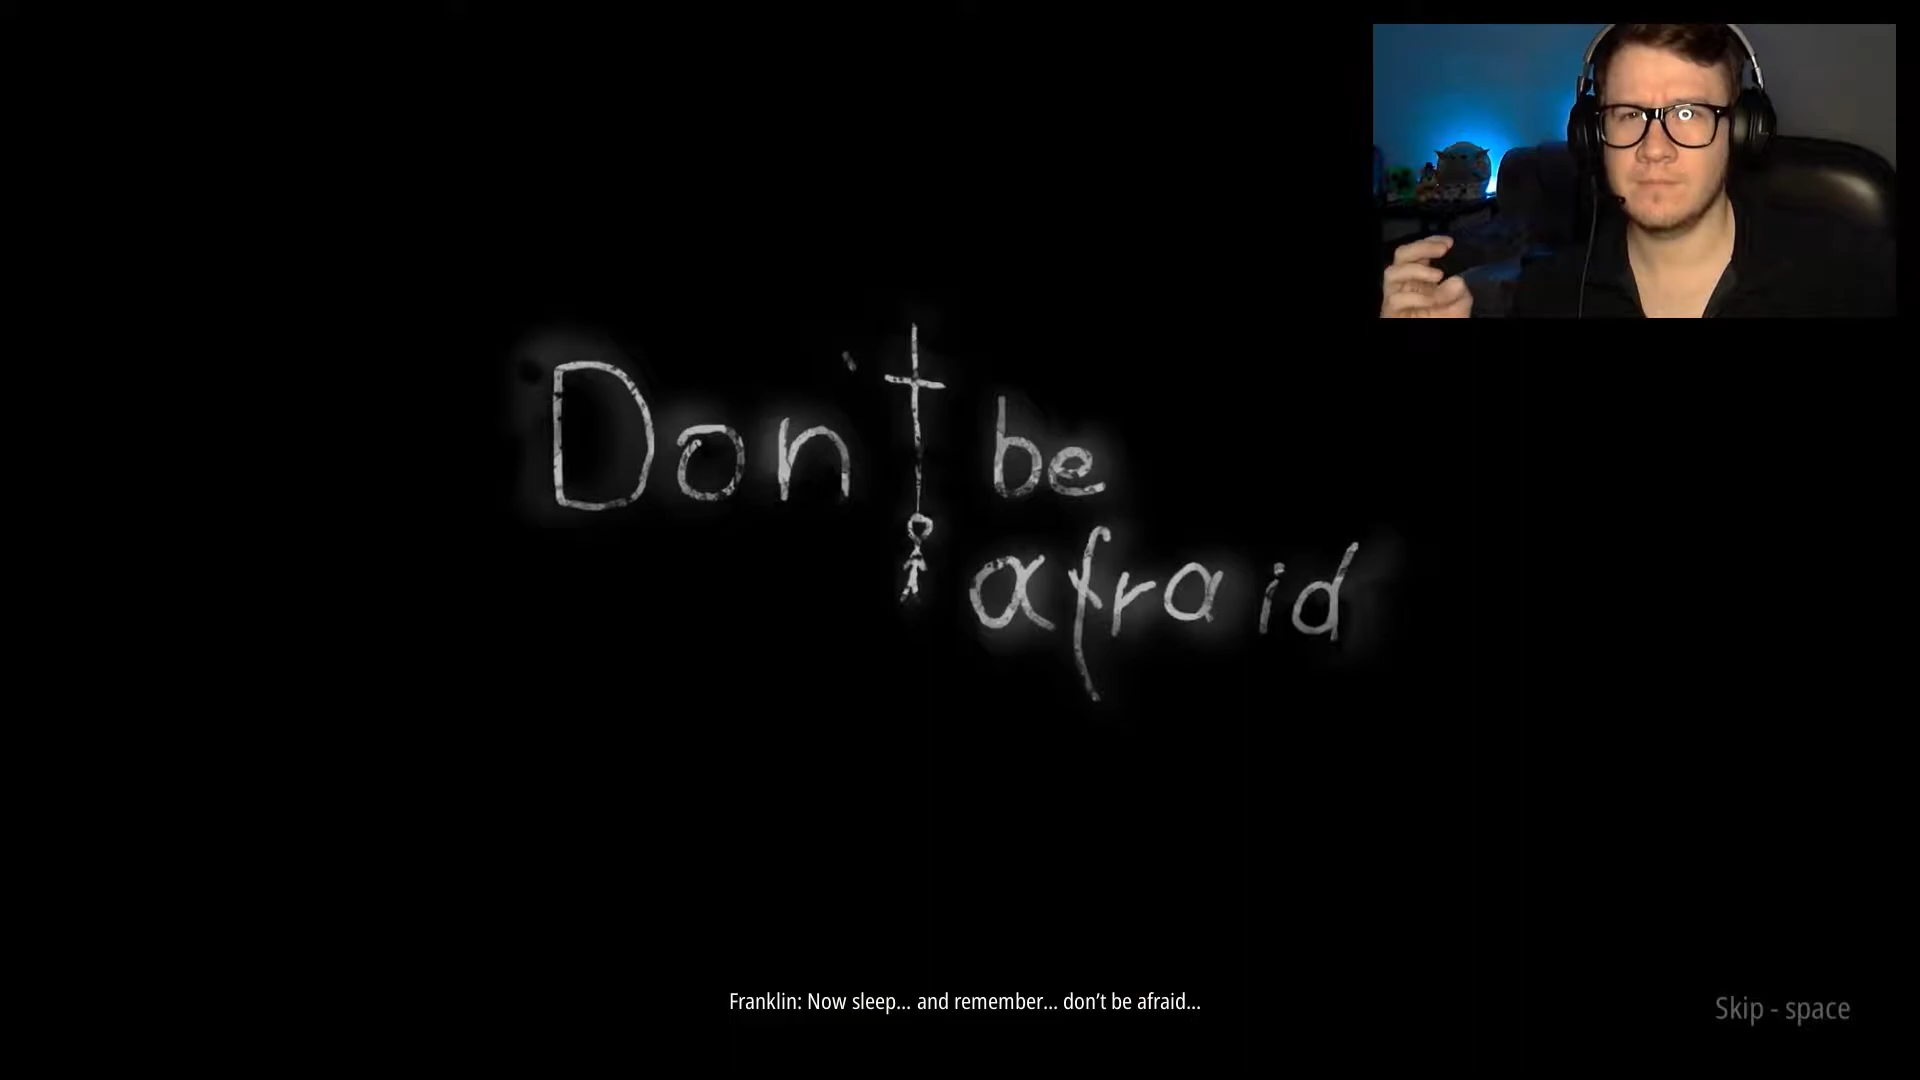 Don't be
afraid
Franklin: Now sleep... and remember... don't be afraid...
Skip - space